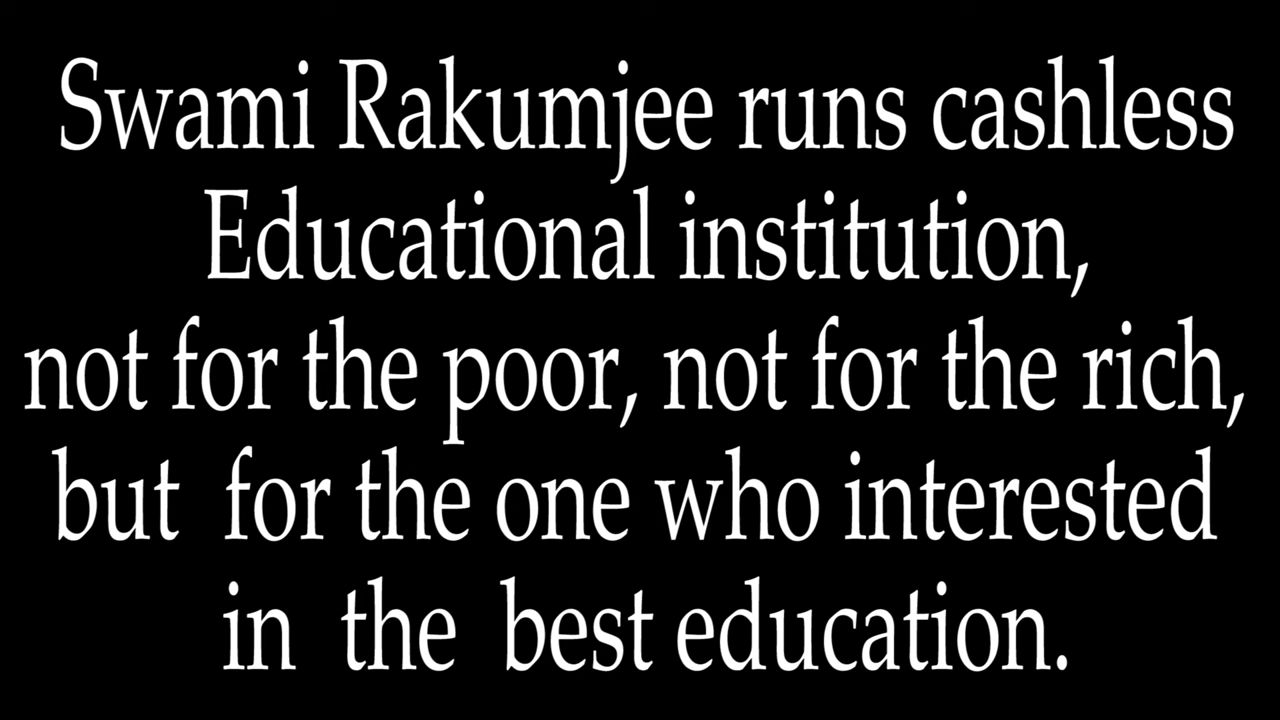 Swami Rakumjee runs cashless
Educational institution,
not for the poor, not for the rich,
but for the one who interested
in the best education.